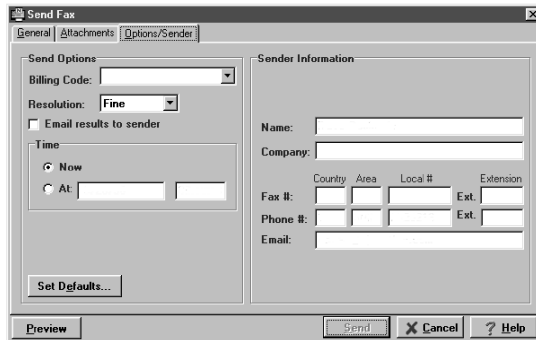 Send Fax
General Attachments Options/Sender
Send Options
Billing Code:
Resolution: Fine
Email results to sender
Time
Now
At:
Set Defaults...
Sender Information
Name:
Company:
Country Area Local # Extension
Fax #: Ext.
Phone #: Ext.
Email:
Preview Send Cancel ? Help